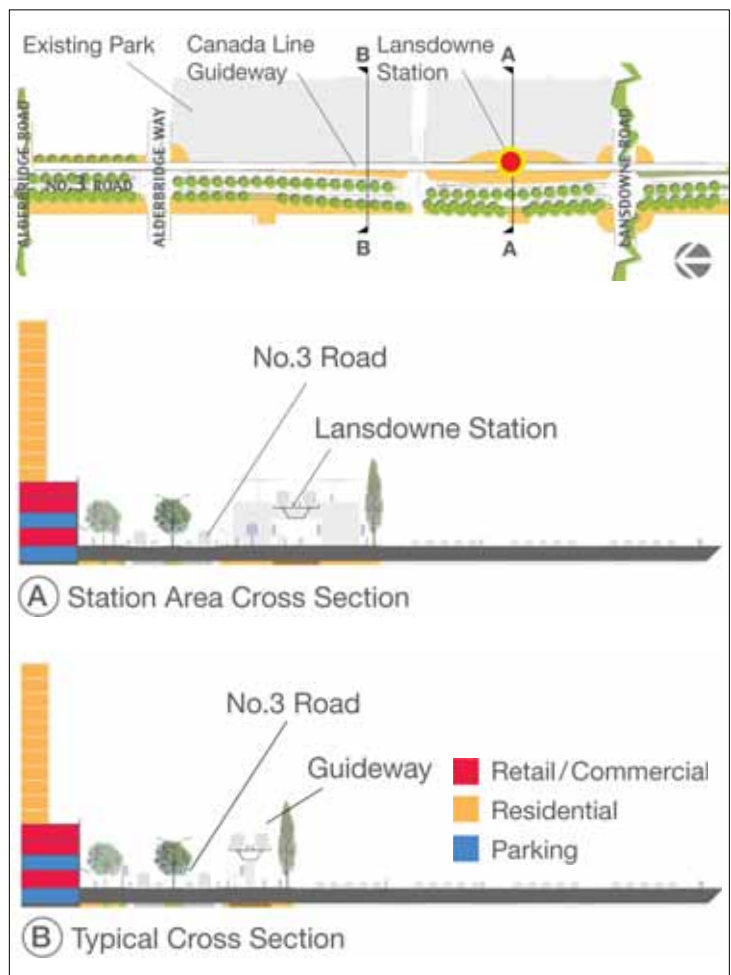 Existing Park
Canada Line
Guideway
Lansdowne
Station
B
A
ALDERBRIDGE ROAD
NO.3 ROAD
ALDERBRIDGE WAY
LANSDOWNE ROAD
B
A
No.3 Road
Lansdowne Station
A Station Area Cross Section
No.3 Road
Guideway
Retail/Commercial
Residential
Parking
B Typical Cross Section